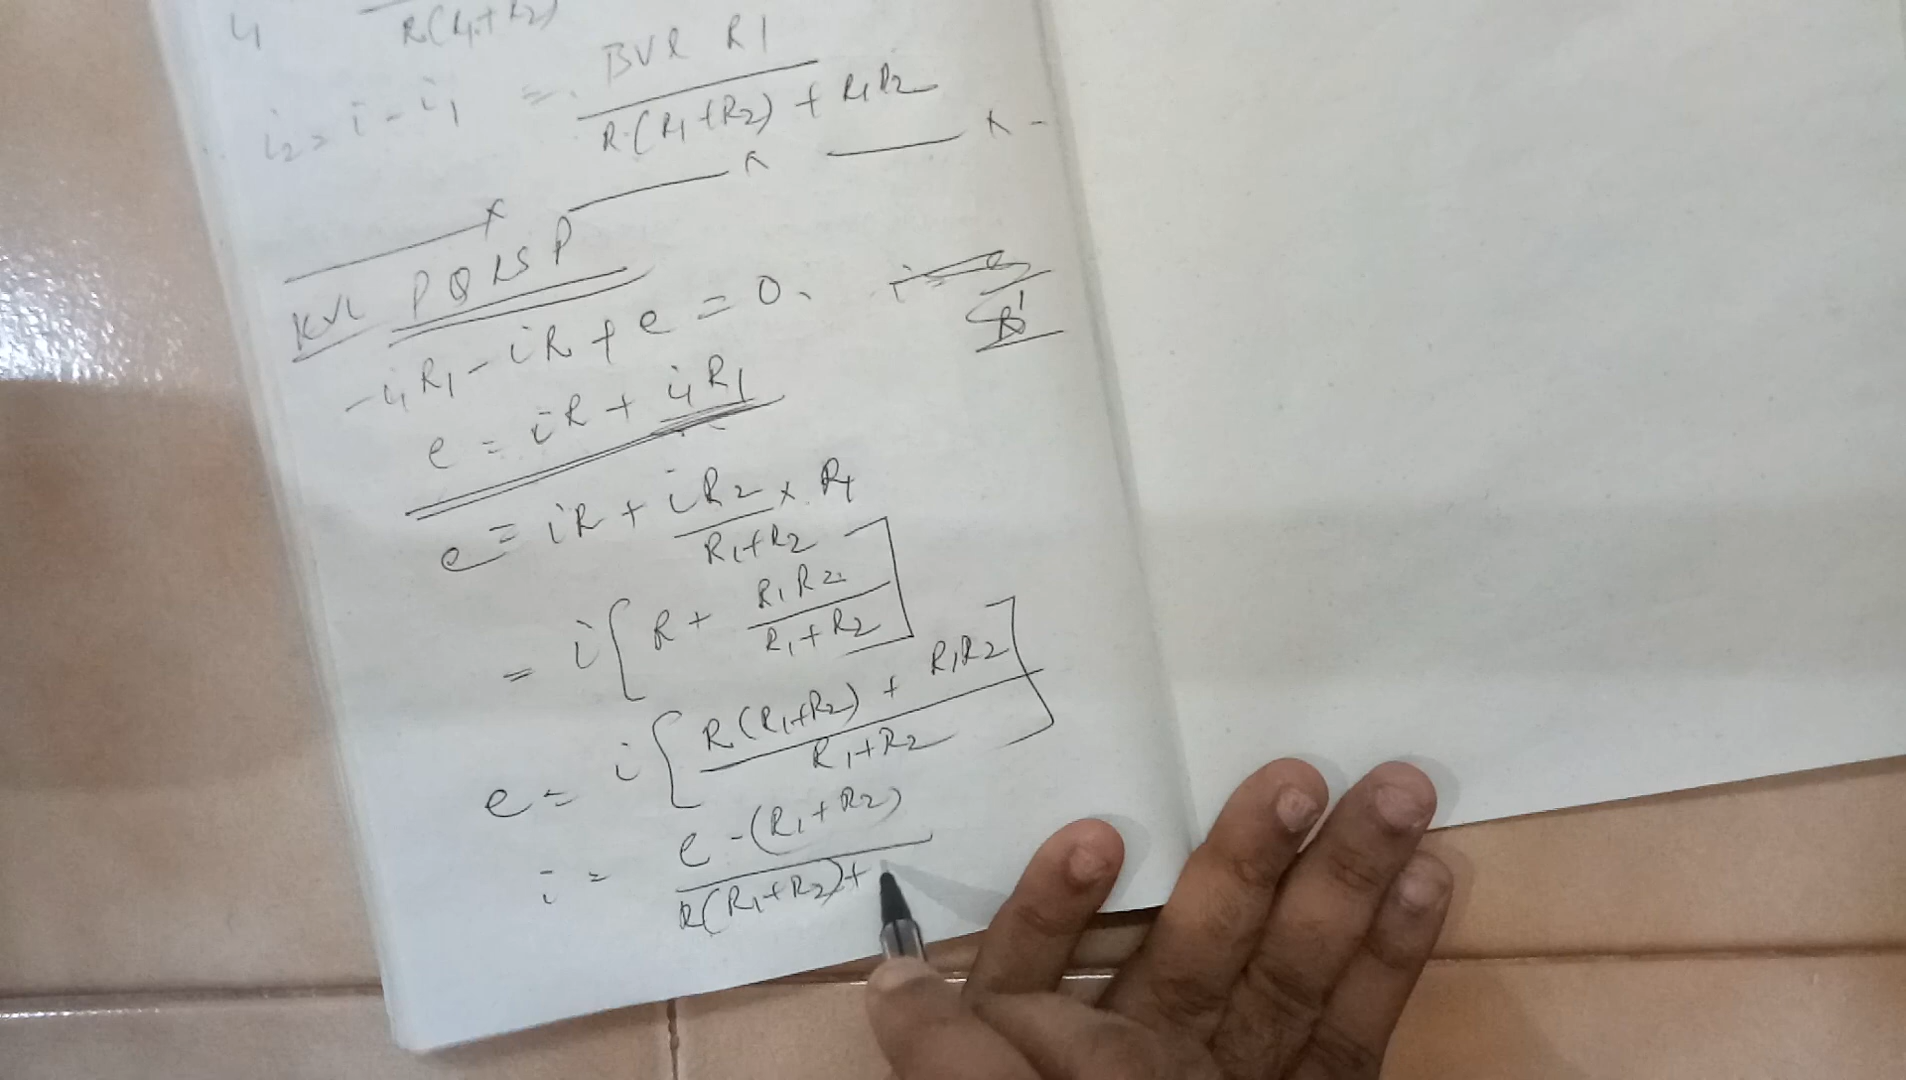 i1 R(R1+R2)
i2 = i - i1 = BVl R1 / R(R1+R2) + R1R2
x x x -
KVL PQRSP
-i1R1 - iR + e = 0.
e = iR + i1R1
e = iR + iR2 / R1+R2 x R1
= i [ R + R1R2 / R1+R2 ]
e = i [ R(R1+R2) + R1R2 / R1+R2 ]
i = e-(R1+R2) / R(R1+R2)+